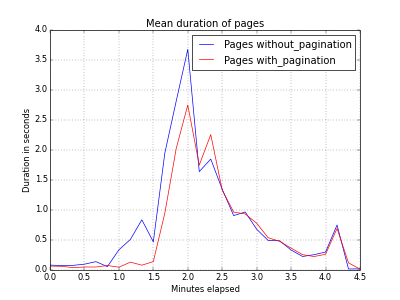 Mean duration of pages
4.0
3.5
3.0
2.5
2.0
1.5
1.0
0.5
0.0
Duration in seconds
Pages without_pagination
Pages with_pagination
0.0 0.5 1.0 1.5 2.0 2.5 3.0 3.5 4.0 4.5
Minutes elapsed